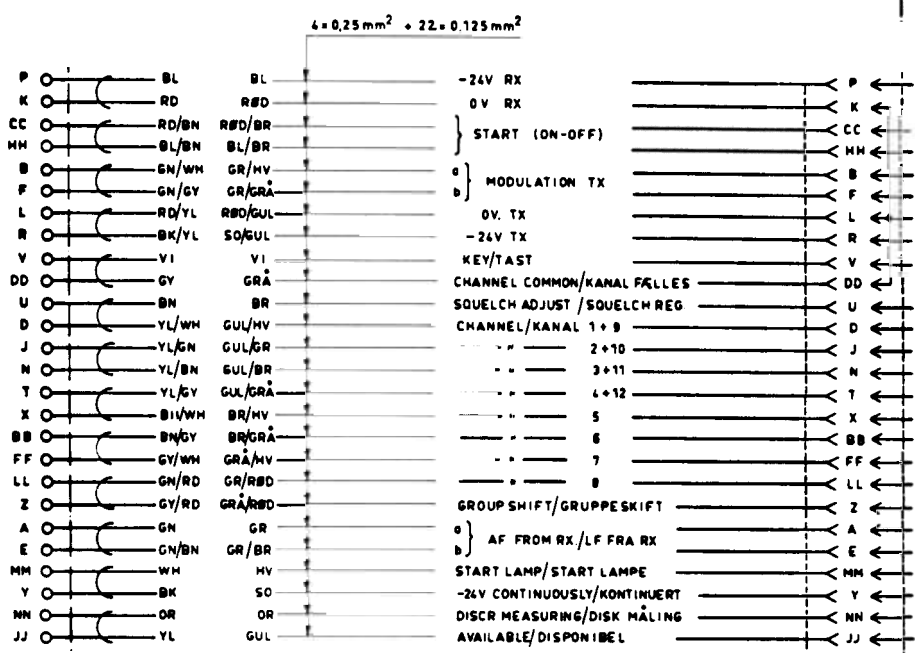 4=0,25mm² + 22=0.125mm²
P BL BL -24V RX P
K RD RØD 0V RX K
CC RD/BN RØD/BR START (ON-OFF) CC
HH BL/BN BL/BR HH
B GN/WH GR/HV a MODULATION TX B
F GN/GY GR/GRÅ b F
L RD/YL RØD/GUL 0V. TX L
R BK/YL SO/GUL -24V TX R
V VI VI KEY/TAST V
DD GY GRÅ CHANNEL COMMON/KANAL FÆLLES DD
U BN BR SQUELCH ADJUST / SQUELCH REG U
D YL/WH GUL/HV CHANNEL/KANAL 1+9 D
J YL/GN GUL/GR - " - 2+10 J
N YL/BN GUL/BR - " - 3+11 N
T YL/GY GUL/GRÅ - " - 4+12 T
X BR/HV - " - 5 X
BB BN/GY BR/GRÅ - " - 6 BB
FF GY/WH GRÅ/HV - " - 7 FF
LL GN/RD GR/RØD - " - 8 LL
Z GY/RD GRÅ/RØD GROUP SHIFT/GRUPPESKIFT Z
A GN GR a AF FROM RX/LF FRA RX A
E GN/BN GR/BR b E
MM WH HV START LAMP/START LAMPE MM
Y BK SO -24V CONTINUOUSLY/KONTINUERT Y
NN OR OR DISCR MEASURING/DISK MÅLING NN
JJ YL GUL AVAILABLE/DISPONIBEL JJ